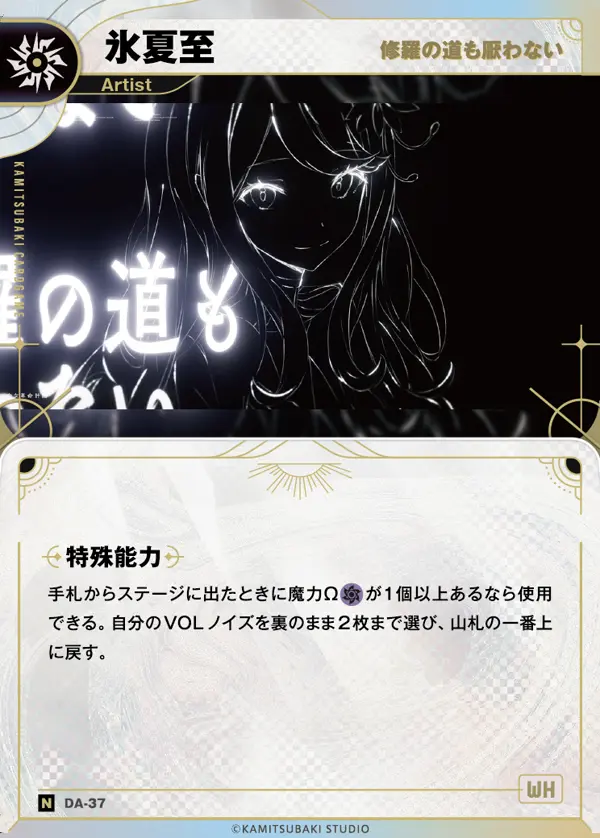 氷夏至
修羅の道も厭わない
Artist
KAMITSUBAKI CARDGAME
羅の道も
ない
特殊能力
手札からステージに出たときに魔力Ωが1個以上あるなら使用
できる。自分のVOLノイズを裏のまま2枚まで選び、山札の一番上
に戻す。
N DA-37
WH
©KAMITSUBAKI STUDIO